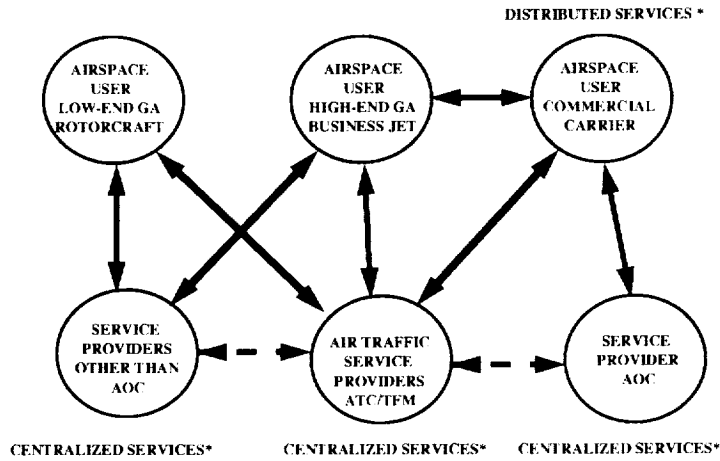 DISTRIBUTED SERVICES *
AIRSPACE
USER
LOW-END GA
ROTORCRAFT
AIRSPACE
USER
HIGH-END GA
BUSINESS JET
AIRSPACE
USER
COMMERCIAL
CARRIER
SERVICE
PROVIDERS
OTHER THAN
AOC
AIR TRAFFIC
SERVICE
PROVIDERS
ATC/TFM
SERVICE
PROVIDER
AOC
CENTRALIZED SERVICES*
CENTRALIZED SERVICES*
CENTRALIZED SERVICES*